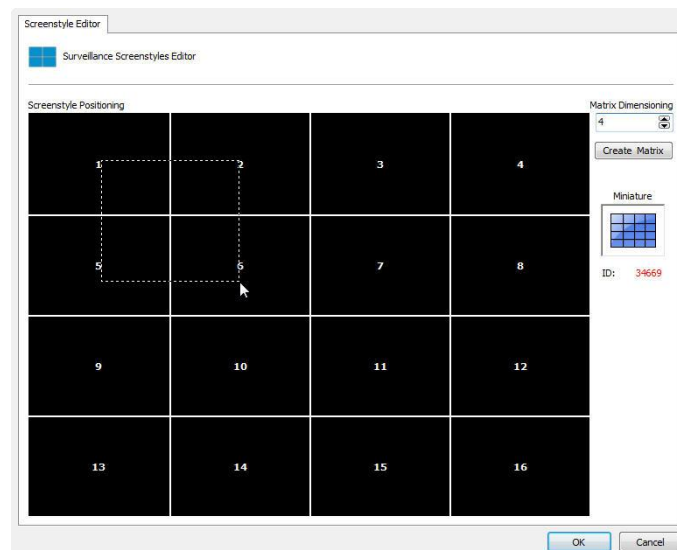 Screenstyle Editor
Surveillance Screenstyles Editor
Screenstyle Positioning
Matrix Dimensioning
4
Create Matrix
Miniature
ID: 34669
1 2 3 4
5 6 7 8
9 10 11 12
13 14 15 16
OK Cancel